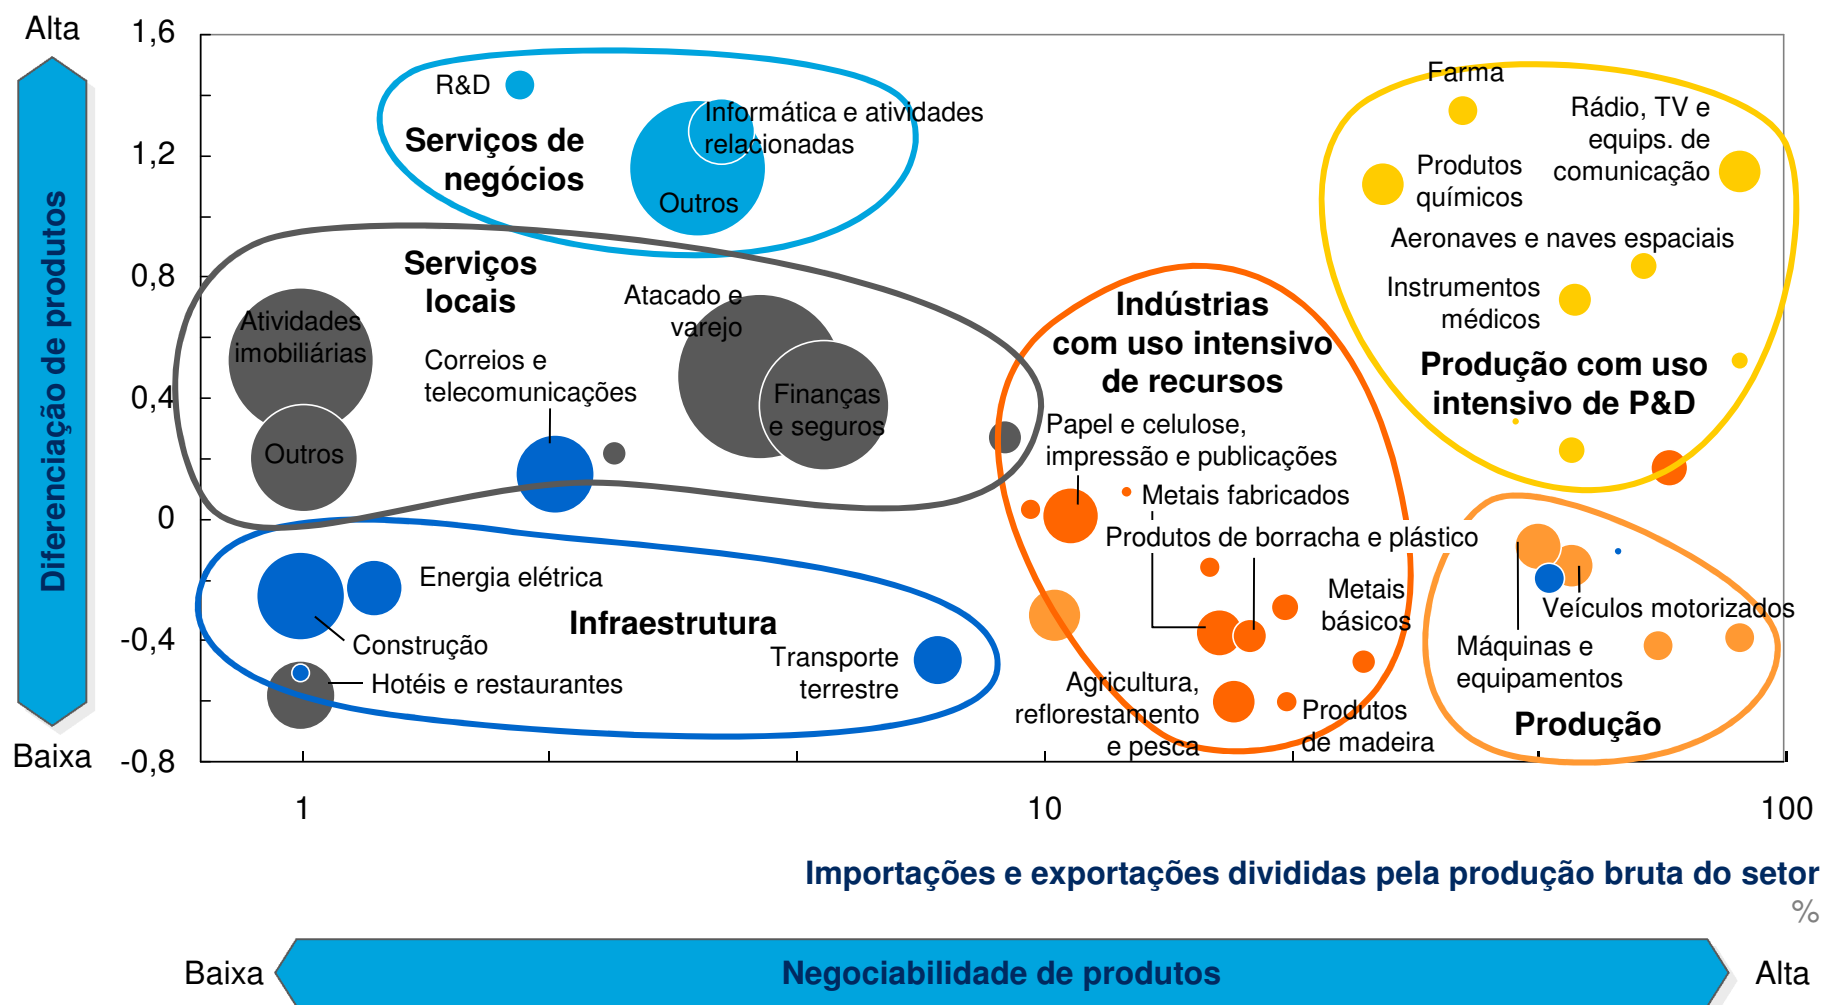 Alta
Diferenciação de produtos
Baixa
1,6
1,2
0,8
0,4
0
-0,4
-0,8
R&D
Informática e atividades
relacionadas
Serviços de
negócios
Outros
Farma
Rádio, TV e
equips. de
comunicação
Produtos
químicos
Aeronaves e naves espaciais
Instrumentos
médicos
Produção com uso
intensivo de P&D
Serviços
locais
Atividades
imobiliárias
Atacado e
varejo
Correios e
telecomunicações
Finanças
e seguros
Outros
Indústrias
com uso intensivo
de recursos
Papel e celulose,
impressão e publicações
Metais fabricados
Produtos de borracha e plástico
Metais
básicos
Agricultura,
reflorestamento
e pesca
Produtos
de madeira
Energia elétrica
Infraestrutura
Construção
Hotéis e restaurantes
Transporte
terrestre
Veículos motorizados
Máquinas e
equipamentos
Produção
1
10
100
Importações e exportações divididas pela produção bruta do setor
%
Baixa
Negociabilidade de produtos
Alta